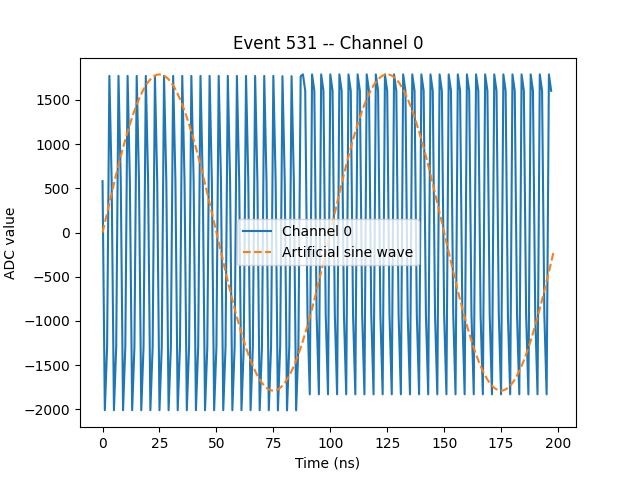 Event 531 -- Channel 0
ADC value
1500
1000
500
0
−500
−1000
−1500
−2000
Channel 0
Artificial sine wave
0 25 50 75 100 125 150 175 200
Time (ns)